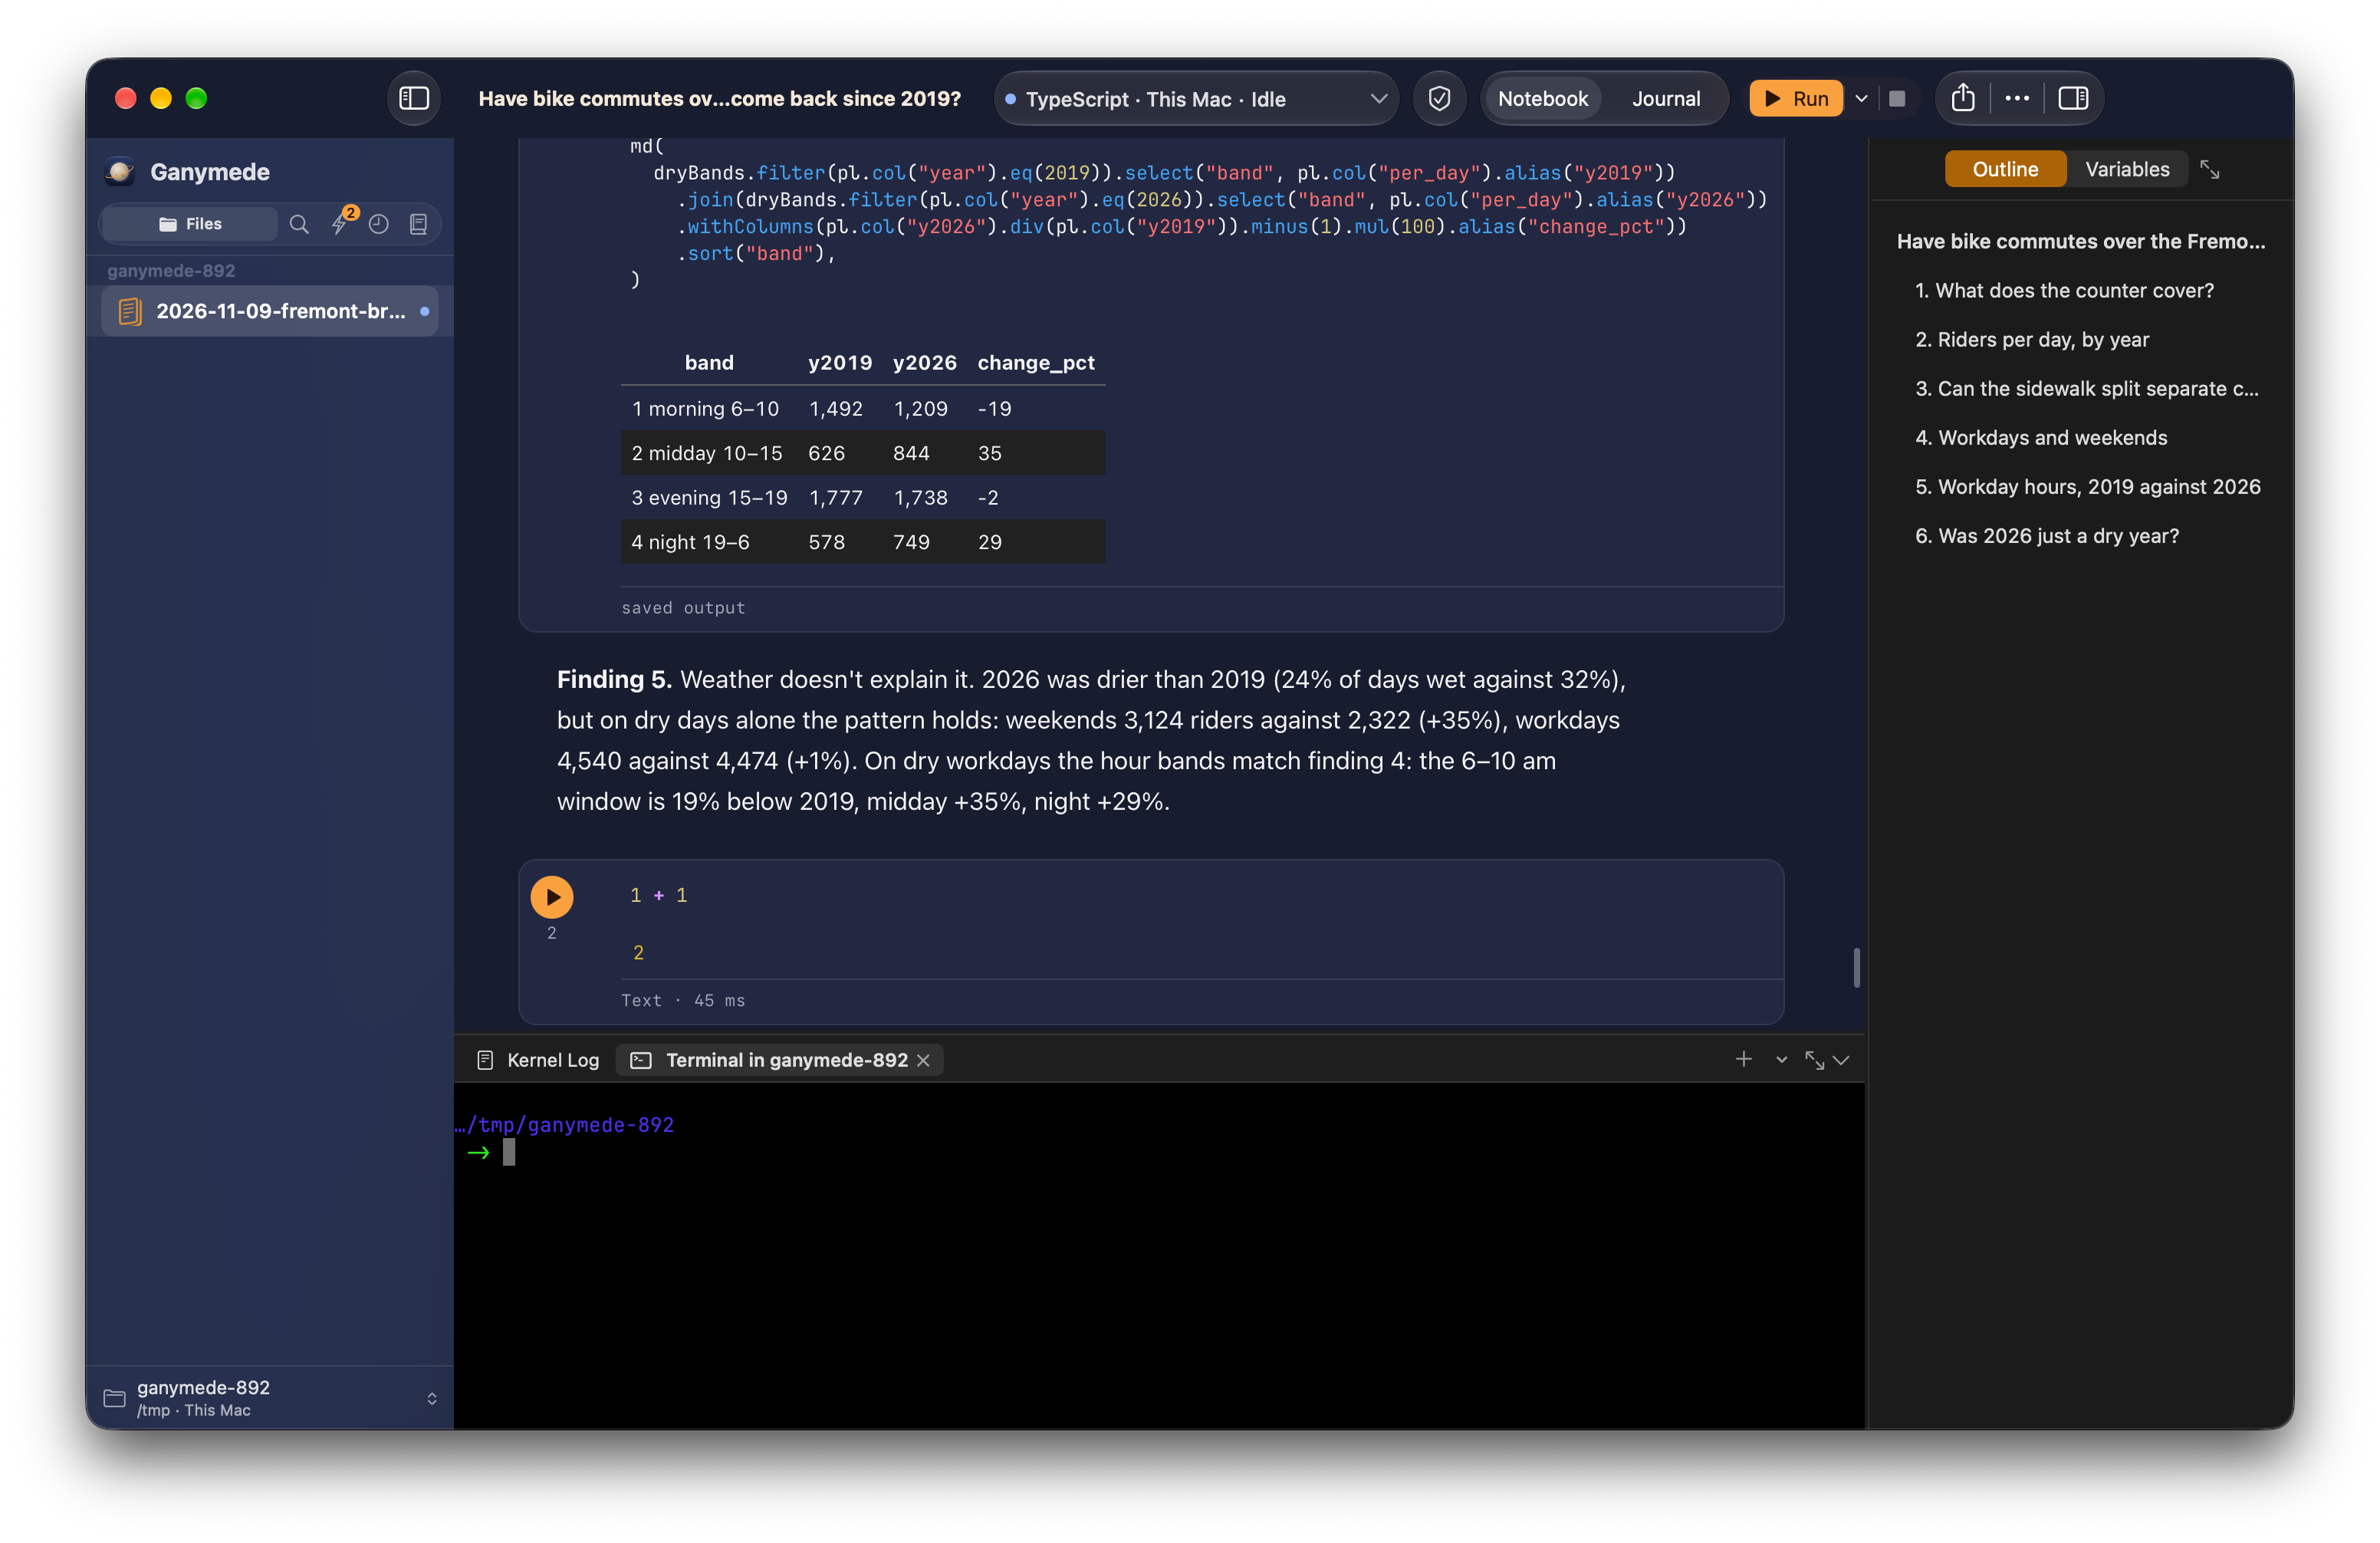 Have bike commutes ov...come back since 2019?
TypeScript · This Mac · Idle
Notebook
Journal
Run
Ganymede
Files
2
ganymede-892
2026-11-09-fremont-br...
md(
dryBands.filter(pl.col("year").eq(2019)).select("band", pl.col("per_day").alias("y2019"))
.join(dryBands.filter(pl.col("year").eq(2026)).select("band", pl.col("per_day").alias("y2026"))
.withColumns(pl.col("y2026").div(pl.col("y2019")).minus(1).mul(100).alias("change_pct"))
.sort("band"),
)
band y2019 y2026 change_pct
1 morning 6–10 1,492 1,209 -19
2 midday 10–15 626 844 35
3 evening 15–19 1,777 1,738 -2
4 night 19–6 578 749 29
saved output
Finding 5. Weather doesn't explain it. 2026 was drier than 2019 (24% of days wet against 32%),
but on dry days alone the pattern holds: weekends 3,124 riders against 2,322 (+35%), workdays
4,540 against 4,474 (+1%). On dry workdays the hour bands match finding 4: the 6–10 am
window is 19% below 2019, midday +35%, night +29%.
1 + 1
2
2
Text · 45 ms
Kernel Log
Terminal in ganymede-892
…/tmp/ganymede-892
→
Outline
Variables
Have bike commutes over the Fremo...
1. What does the counter cover?
2. Riders per day, by year
3. Can the sidewalk split separate c...
4. Workdays and weekends
5. Workday hours, 2019 against 2026
6. Was 2026 just a dry year?
ganymede-892
/tmp · This Mac